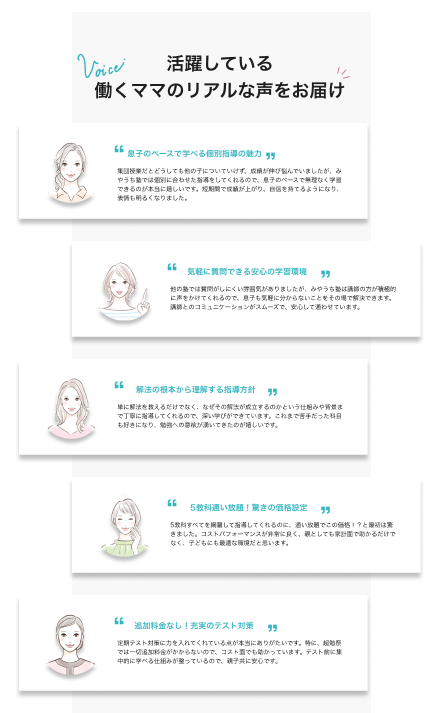 Voice
活躍している
働くママのリアルな声をお届け
息子のペースで学べる個別指導の魅力
集団授業だとどうしても他の子についていけず、成績が伸び悩んでいましたが、み
やうち塾では個別に合わせた指導をしてくれるので、息子のペースで無理なく学習
できるのが本当に嬉しいです。短期間で成績が上がり、自信を持てるようになり、
表情も明るくなりました。
気軽に質問できる安心の学習環境
他の塾では質問がしにくい雰囲気がありましたが、みやうち塾は講師の方が積極的
に声をかけてくれるので、息子も気軽に分からないことをその場で解決できます。
講師とのコミュニケーションがスムーズで、安心して通わせています。
解法の根本から理解する指導方針
単に解法を教えるだけでなく、なぜその解法が成立するのかという仕組みや背景ま
で丁寧に指導してくれるので、深い学びができています。これまで苦手だった科目
も好きになり、勉強への意欲が湧いてきたのが嬉しいです。
5教科通い放題！驚きの価格設定
5教科すべてを網羅して指導してくれるのに、通い放題でこの価格！？と最初は驚
きました。コストパフォーマンスが非常に良く、親としても家計面で助かるだけで
なく、子どもにも最適な環境だと思います。
追加料金なし！充実のテスト対策
定期テスト対策に力を入れてくれている点が本当にありがたいです。特に、超勉祭
では一切追加料金がかからないので、コスト面でも助かっています。テスト前に集
中的に学べる仕組みが整っているので、親子共に安心です。